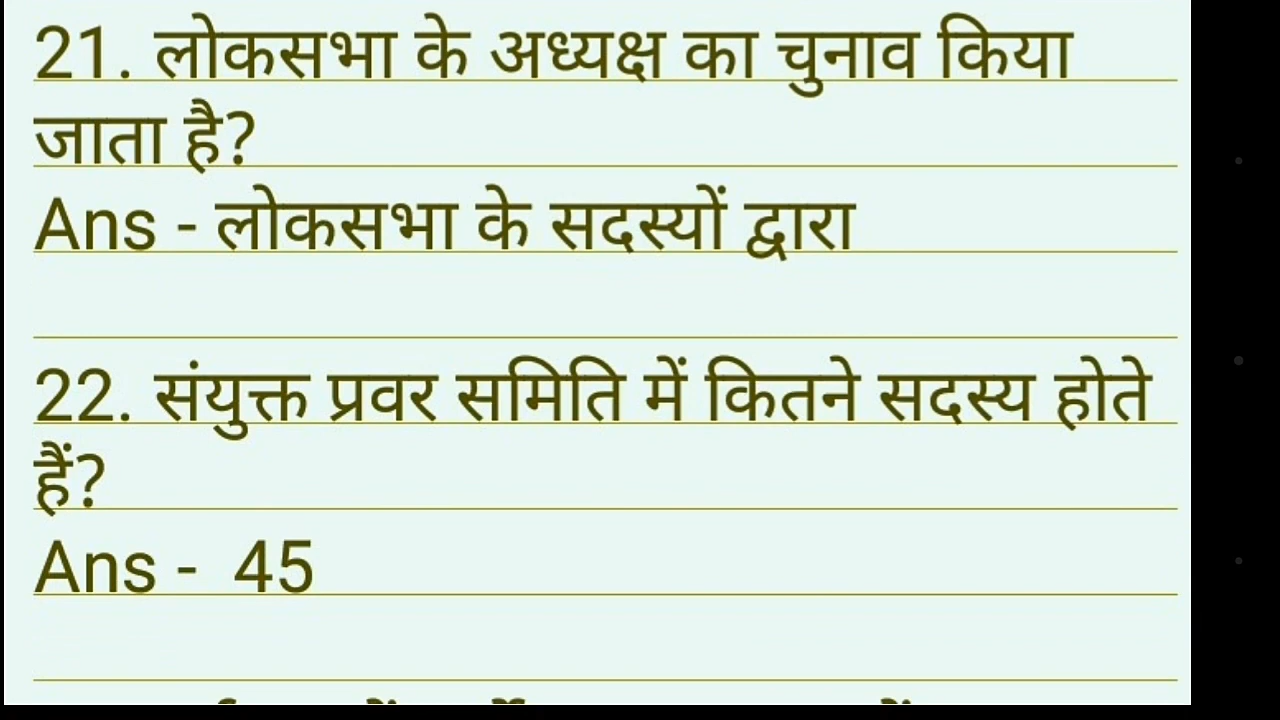 21. लोकसभा के अध्यक्ष का चुनाव किया
जाता है?
Ans - लोकसभा के सदस्यों द्वारा
22. संयुक्त प्रवर समिति में कितने सदस्य होते
हैं?
Ans -  45